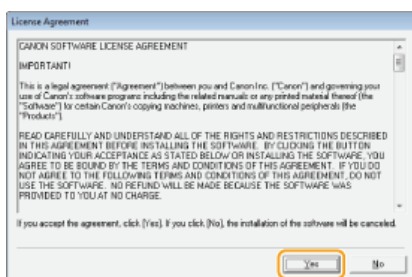 License Agreement
CANON SOFTWARE LICENSE AGREEMENT
IMPORTANT!
This is a legal agreement ("Agreement") between you and Canon Inc. ("Canon") and governing your
use of Canon's software programs including the related manuals or any printed material thereof (the
"Software") for certain Canon's copying machines, printers and multifunctional peripherals (the
"Products").
READ CAREFULLY AND UNDERSTAND ALL OF THE RIGHTS AND RESTRICTIONS DESCRIBED
IN THIS AGREEMENT BEFORE INSTALLING THE SOFTWARE. BY CLICKING THE BUTTON
INDICATING YOUR ACCEPTANCE AS STATED BELOW OR INSTALLING THE SOFTWARE, YOU
AGREE TO BE BOUND BY THE TERMS AND CONDITIONS OF THIS AGREEMENT. IF YOU DO
NOT AGREE TO THE FOLLOWING TERMS AND CONDITIONS OF THIS AGREEMENT, DO NOT
USE THE SOFTWARE. NO REFUND WILL BE MADE BECAUSE THE SOFTWARE WAS
PROVIDED TO YOU AT NO CHARGE.
If you accept the agreement, click [Yes]. If you click [No], the installation of the software will be canceled.
Yes
No